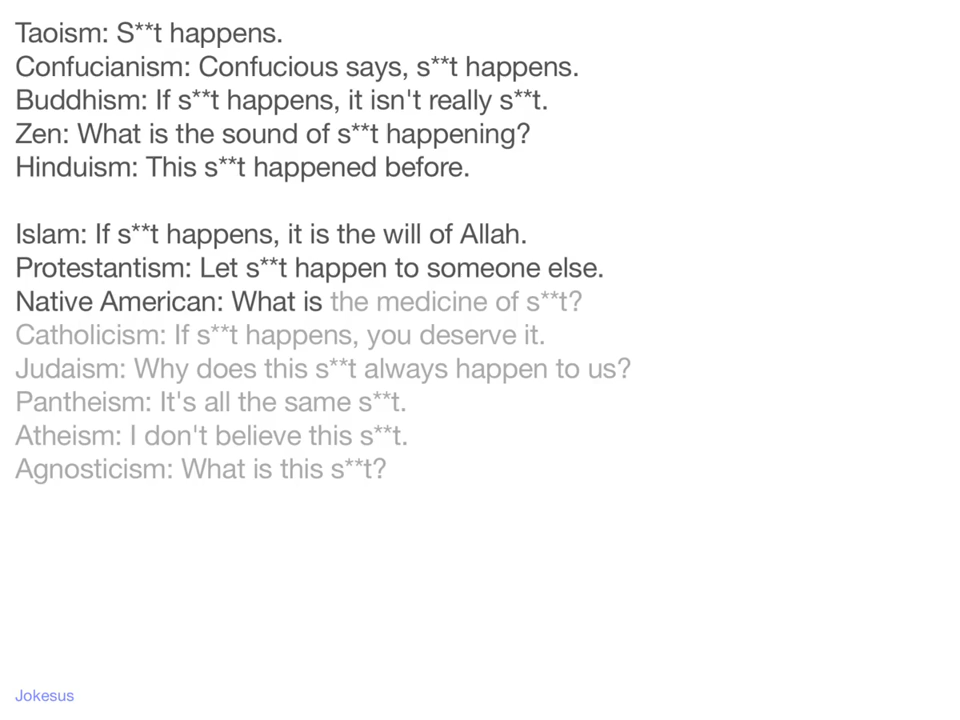 Taoism: S**t happens.
Confucianism: Confucious says, s**t happens.
Buddhism: If s**t happens, it isn't really s**t.
Zen: What is the sound of s**t happening?
Hinduism: This s**t happened before.
Islam: If s**t happens, it is the will of Allah.
Protestantism: Let s**t happen to someone else.
Native American: What is the medicine of s**t?
Catholicism: If s**t happens, you deserve it.
Judaism: Why does this s**t always happen to us?
Pantheism: It's all the same s**t.
Atheism: I don't believe this s**t.
Agnosticism: What is this s**t?
Jokesus